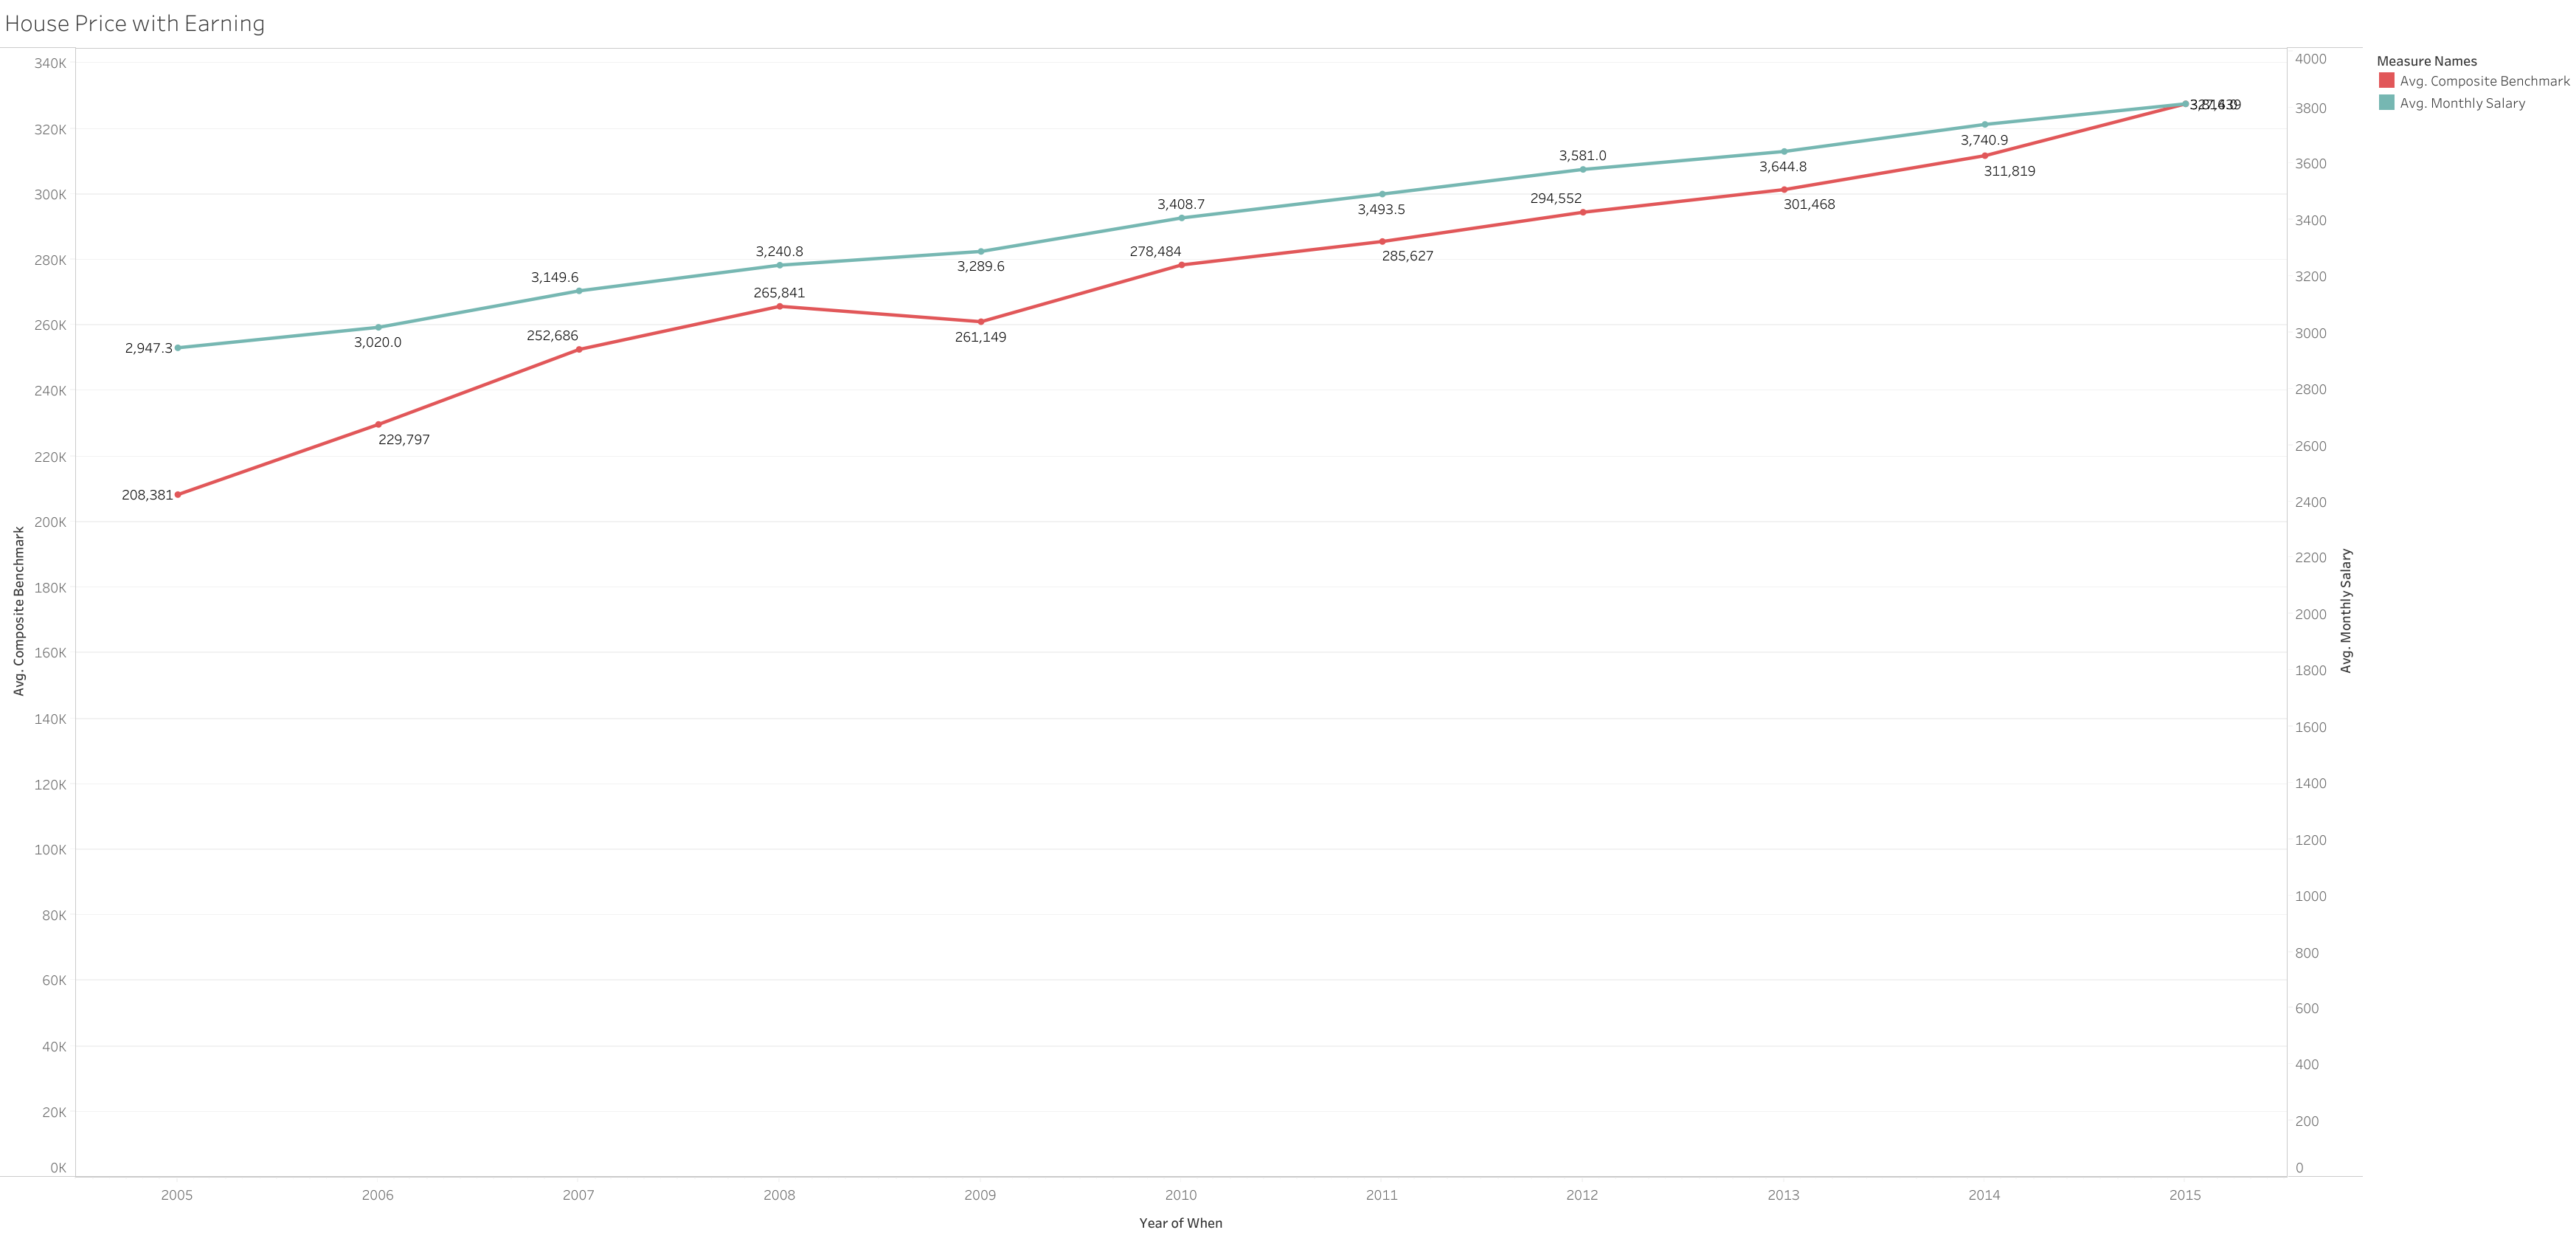 House Price with Earning
340K
320K
300K
280K
260K
240K
220K
200K
180K
160K
140K
120K
100K
80K
60K
40K
20K
0K
Avg. Composite Benchmark
2,947.3
3,020.0
3,149.6
3,240.8
3,289.6
3,408.7
3,493.5
3,581.0
3,644.8
3,740.9
208,381
229,797
252,686
265,841
261,149
278,484
285,627
294,552
301,468
311,819
4000
3800
3600
3400
3200
3000
2800
2600
2400
2200
2000
1800
1600
1400
1200
1000
800
600
400
200
0
Avg. Monthly Salary
2005 2006 2007 2008 2009 2010 2011 2012 2013 2014 2015
Year of When
Measure Names
Avg. Composite Benchmark
Avg. Monthly Salary